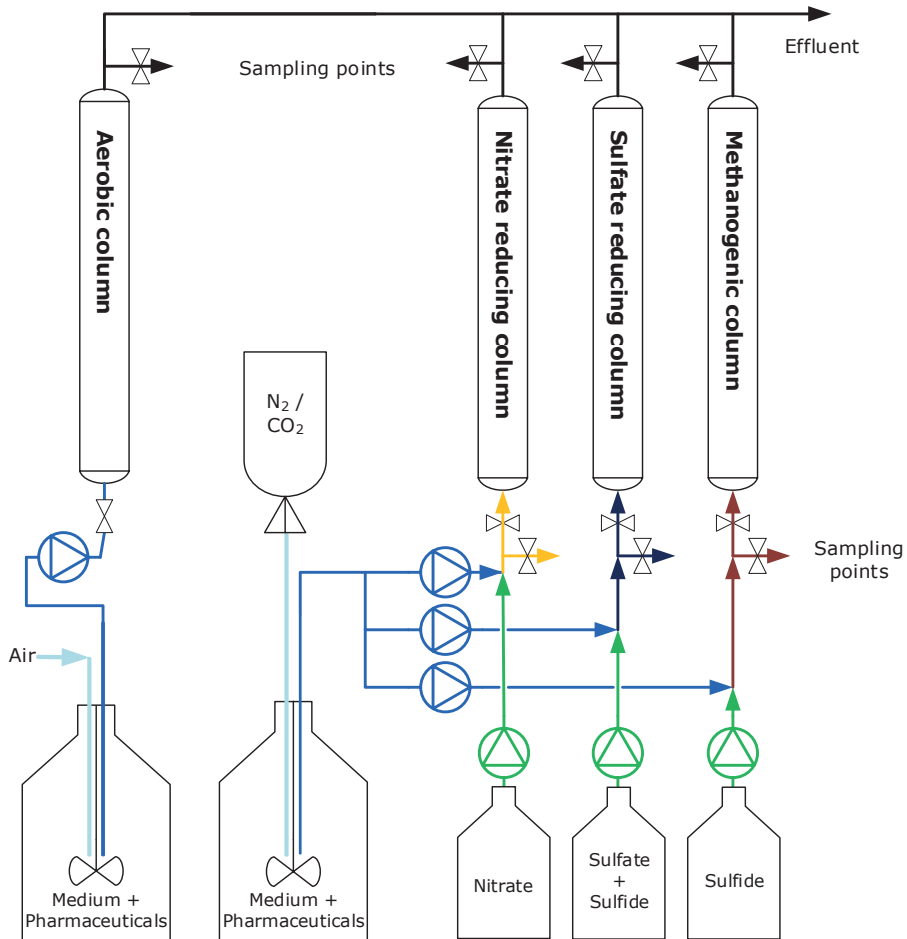 Effluent
Sampling points
Aerobic column
Nitrate reducing column
Sulfate reducing column
Methanogenic column
N₂ /
CO₂
Sampling
points
Air
Medium +
Pharmaceuticals
Medium +
Pharmaceuticals
Nitrate
Sulfate
+
Sulfide
Sulfide